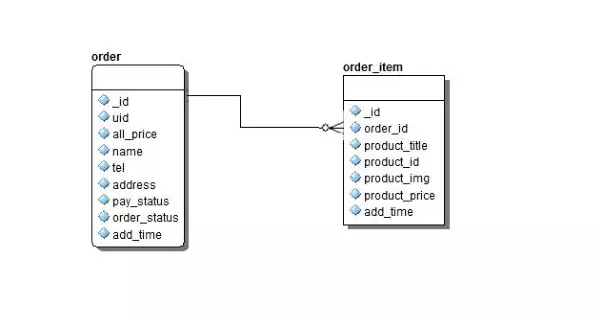 order
_id
uid
all_price
name
tel
address
pay_status
order_status
add_time
order_item
_id
order_id
product_title
product_id
product_img
product_price
add_time